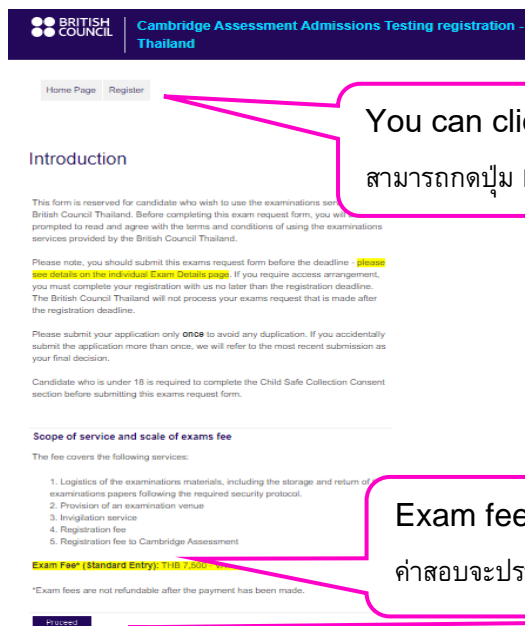 BRITISH
COUNCIL
Cambridge Assessment Admissions Testing registration -
Thailand
Home Page Register
You can
สามารถกดปุ่ม
Introduction
This form is reserved for candidate who wish to use the examinations
British Council Thailand. Before completing this exam request form, you will
prompted to read and agree with the terms and conditions of using the examinations
services provided by the British Council Thailand.
Please note, you should submit this exams request form before the deadline - please
see details on the individual Exam Details page. If you require access arrangement,
you must complete your registration with us no later than the registration deadline.
The British Council Thailand will not process your exams request that is made after
the registration deadline.
Please submit your application only once to avoid any duplication. If you accidentally
submit the application more than once, we will refer to the most recent submission as
your final decision.
Candidate who is under 18 is required to complete the Child Safe Collection Consent
section before submitting this exams request form.
Scope of service and scale of exams fee
The fee covers the following services:
1. Logistics of the examinations materials, including the storage and return of
examinations papers following the required security protocol.
2. Provision of an examination venue
3. Invigilation service
4. Registration fee
5. Registration fee to Cambridge Assessment
Exam fee
ค่าสอบจะ
Exam Fee* (Standard Entry): THB 7,500
*Exam fees are not refundable after the payment has been made.
Proceed